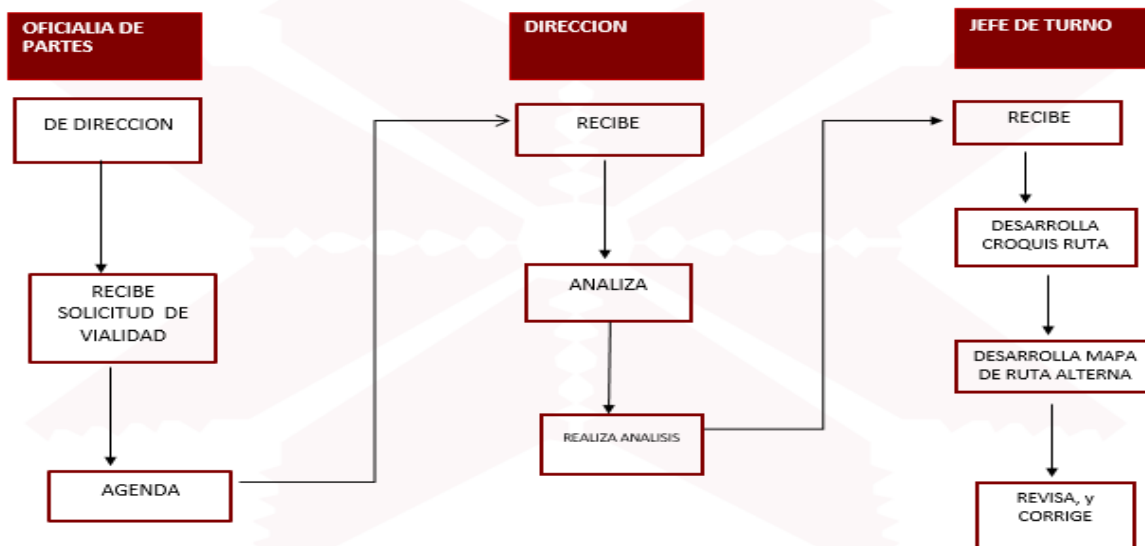 OFICIALIA DE
PARTES
DE DIRECCION
RECIBE
SOLICITUD DE
VIALIDAD
AGENDA
DIRECCION
RECIBE
ANALIZA
REALIZA ANALISIS
JEFE DE TURNO
RECIBE
DESARROLLA
CROQUIS RUTA
DESARROLLA MAPA
DE RUTA ALTERNA
REVISA, y
CORRIGE